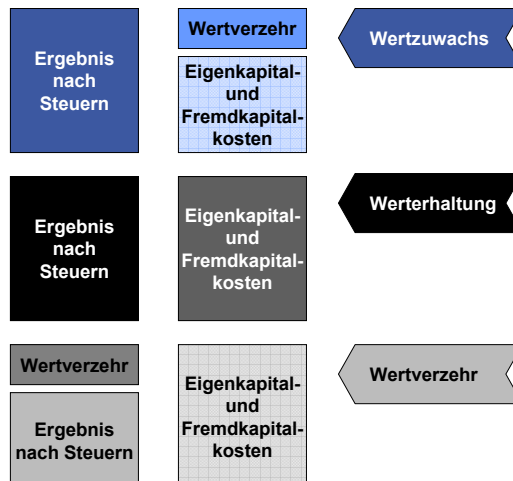 Ergebnis
nach
Steuern
Wertverzehr
Eigenkapital-
und
Fremdkapital-
kosten
Wertzuwachs
Ergebnis
nach
Steuern
Eigenkapital-
und
Fremdkapital-
kosten
Werterhaltung
Wertverzehr
Ergebnis
nach Steuern
Eigenkapital-
und
Fremdkapital-
kosten
Wertverzehr